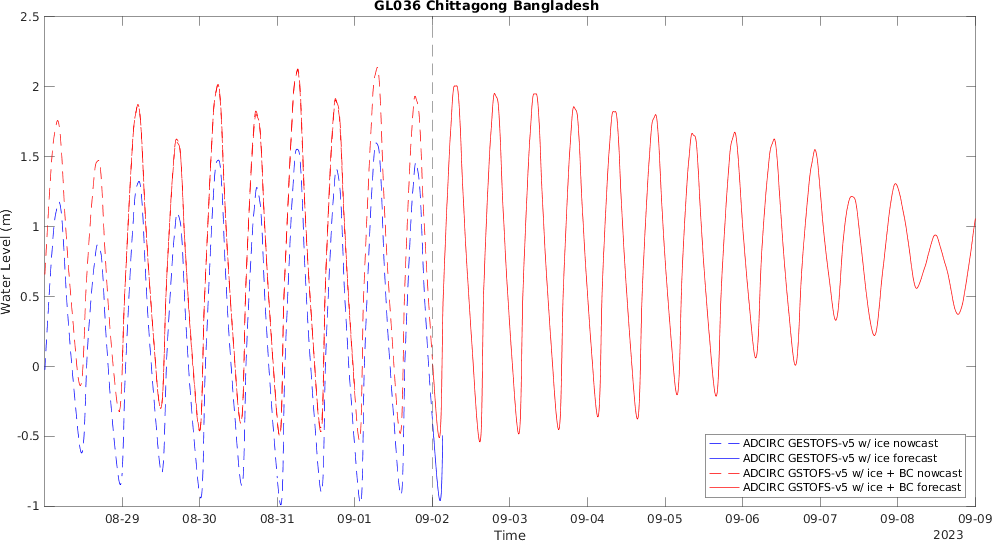 GL036 Chittagong Bangladesh
2.5
2
1.5
1
0.5
0
-0.5
-1
Water Level (m)
ADCIRC GESTOFS-v5 w/ ice nowcast
ADCIRC GESTOFS-v5 w/ ice forecast
ADCIRC GSTOFS-v5 w/ ice + BC nowcast
ADCIRC GSTOFS-v5 w/ ice + BC forecast
08-29 08-30 08-31 09-01 09-02 09-03 09-04 09-05 09-06 09-07 09-08 09-09
Time
2023